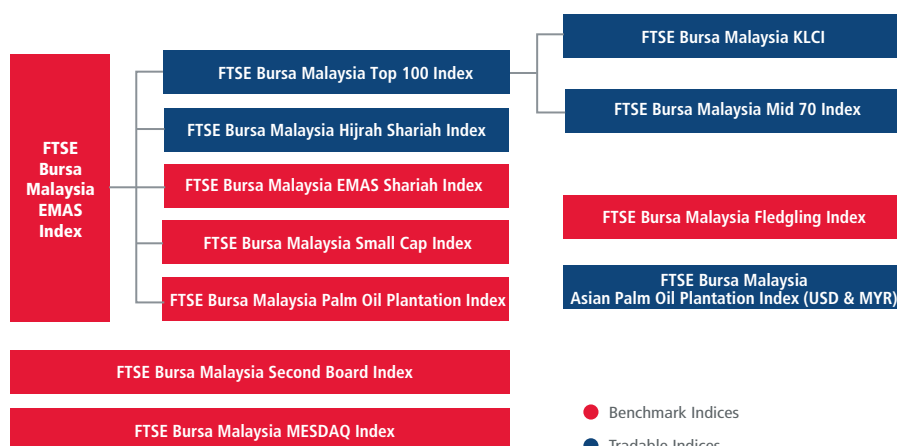 FTSE
Bursa
Malaysia
EMAS
Index
FTSE Bursa Malaysia Top 100 Index
FTSE Bursa Malaysia Hijrah Shariah Index
FTSE Bursa Malaysia EMAS Shariah Index
FTSE Bursa Malaysia Small Cap Index
FTSE Bursa Malaysia Palm Oil Plantation Index
FTSE Bursa Malaysia KLCI
FTSE Bursa Malaysia Mid 70 Index
FTSE Bursa Malaysia Fledgling Index
FTSE Bursa Malaysia
Asian Palm Oil Plantation Index (USD & MYR)
FTSE Bursa Malaysia Second Board Index
FTSE Bursa Malaysia MESDAQ Index
Benchmark Indices
Tradable Indices